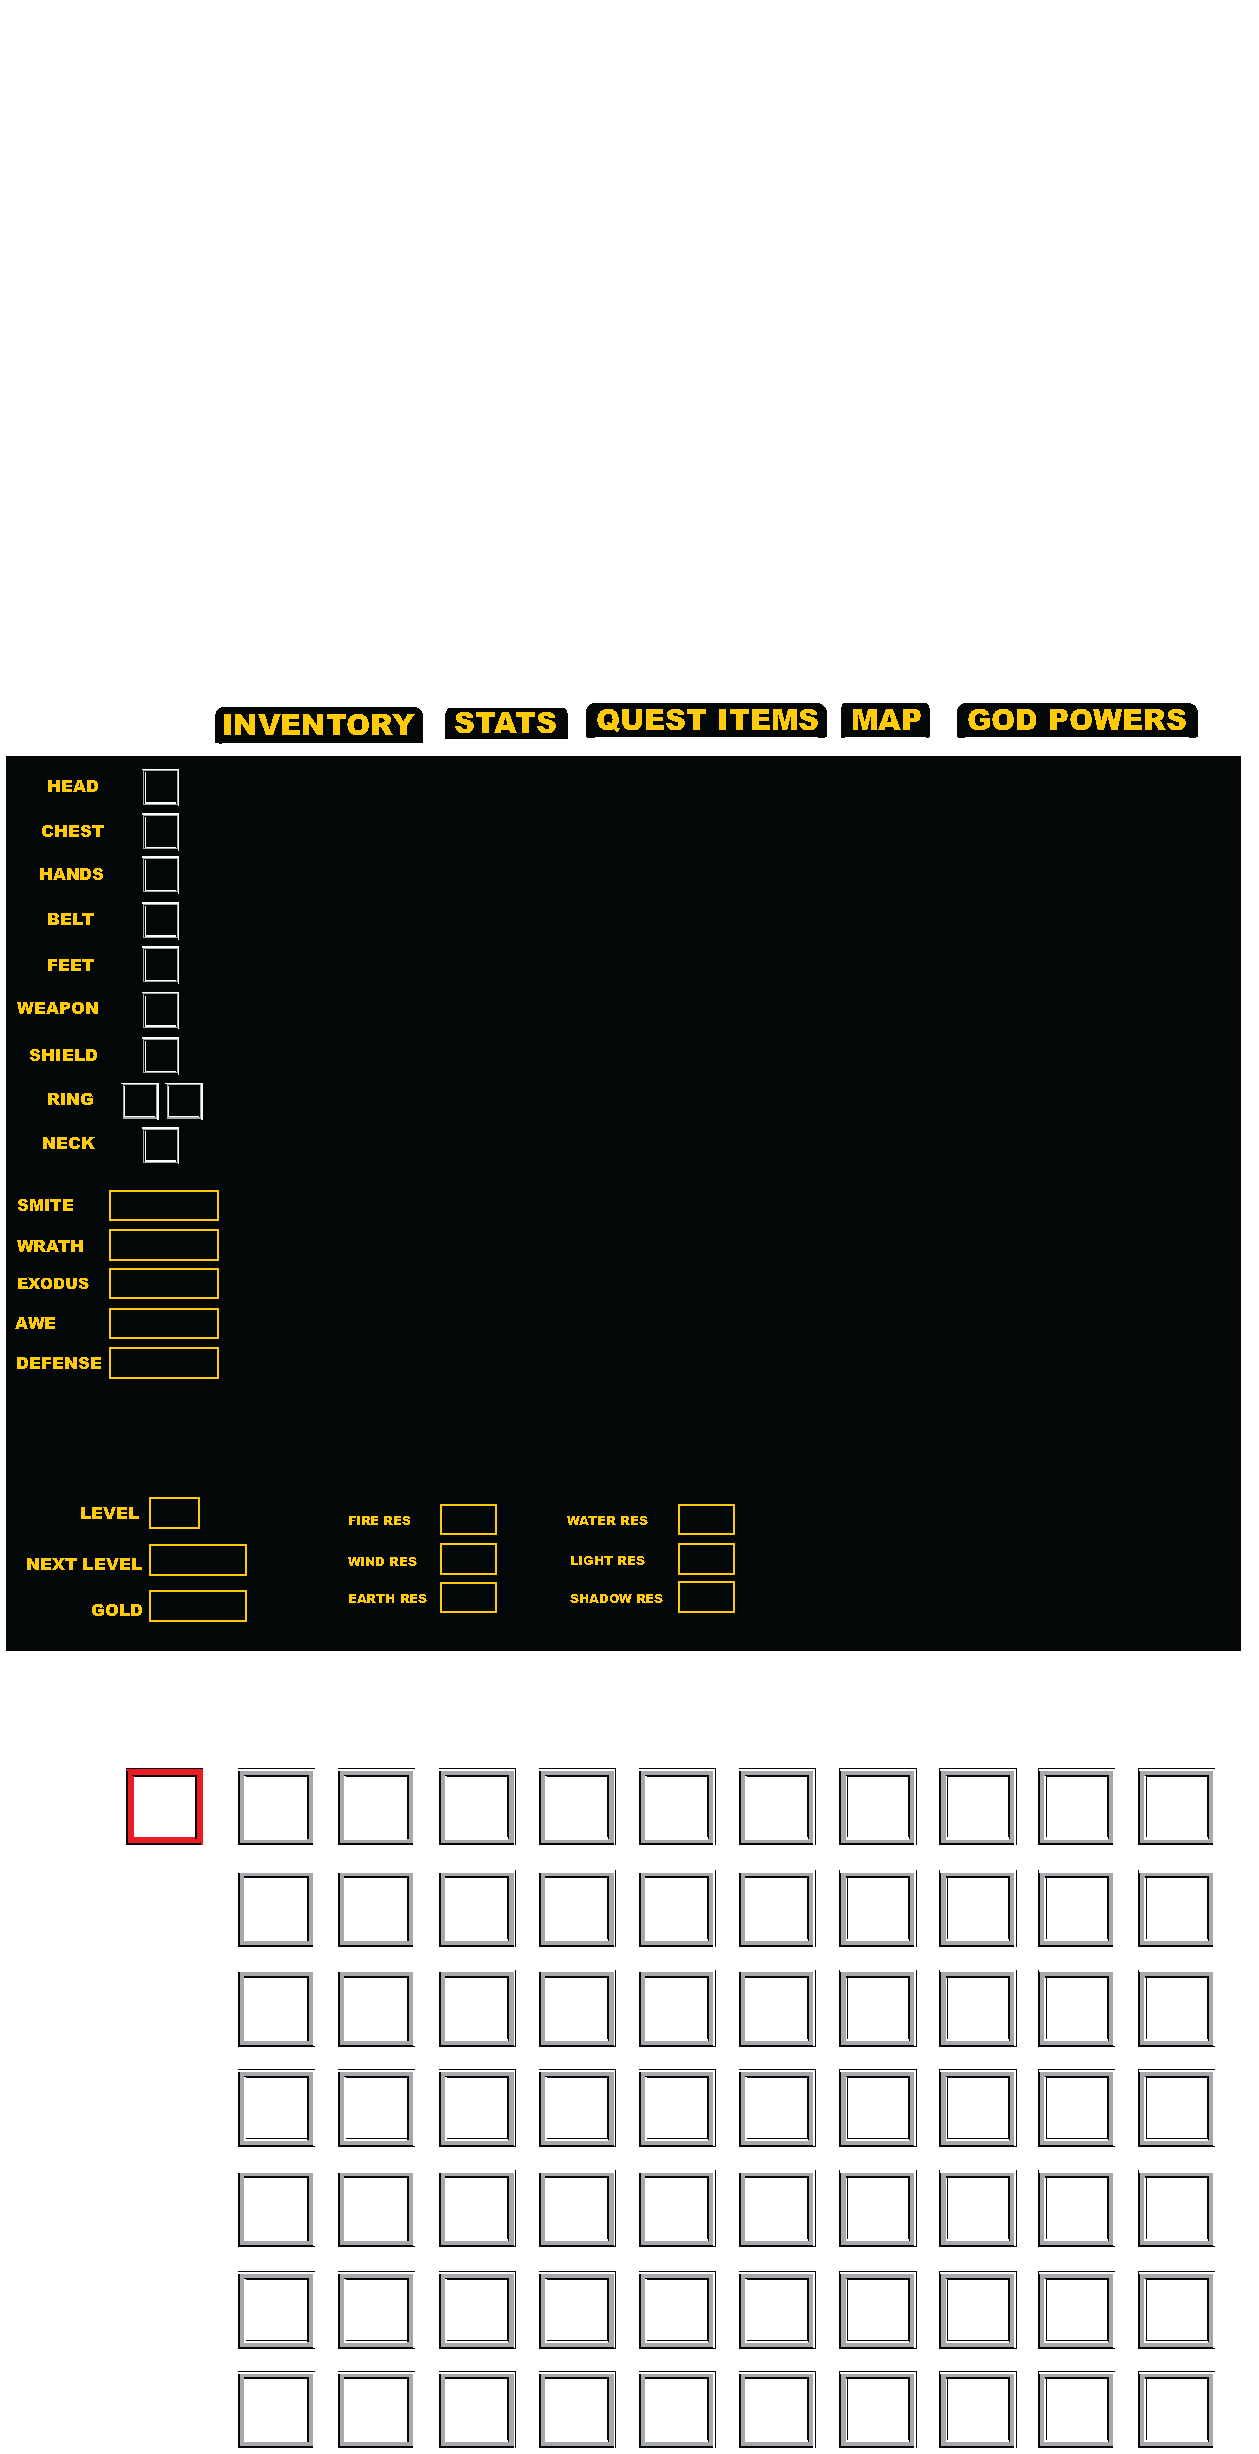 INVENTORY STATS QUEST ITEMS MAP GOD POWERS
HEAD
CHEST
HANDS
BELT
FEET
WEAPON
SHIELD
RING
NECK
SMITE
WRATH
EXODUS
AWE
DEFENSE
LEVEL
NEXT LEVEL
GOLD
FIRE RES
WIND RES
EARTH RES
WATER RES
LIGHT RES
SHADOW RES